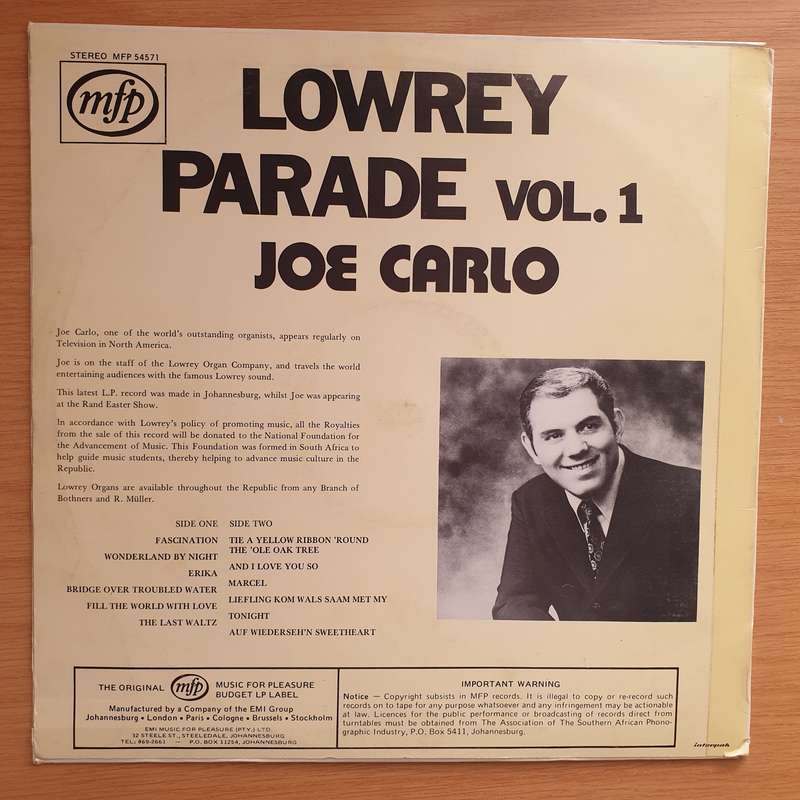 STEREO MFP 54571
mfp
LOWREY
PARADE VOL. 1
JOE CARLO
Joe Carlo, one of the world's outstanding organists, appears regularly on
Television in North America.
Joe is on the staff of the Lowrey Organ Company, and travels the world
entertaining audiences with the famous Lowrey sound.
This latest L.P. record was made in Johannesburg, whilst Joe was appearing
at the Rand Easter Show.
In accordance with Lowrey's policy of promoting music, all the Royalties
from the sale of this record will be donated to the National Foundation for
the Advancement of Music. This Foundation was formed in South Africa to
help guide music students, thereby helping to advance music culture in the
Republic.
Lowrey Organs are available throughout the Republic from any Branch of
Bothners and R. Müller.
SIDE ONE
FASCINATION
WONDERLAND BY NIGHT
ERIKA
BRIDGE OVER TROUBLED WATER
FILL THE WORLD WITH LOVE
THE LAST WALTZ
SIDE TWO
TIE A YELLOW RIBBON 'ROUND
THE 'OLE OAK TREE
AND I LOVE YOU SO
MARCEL
LIEFLING KOM WALS SAAM MET MY
TONIGHT
AUF WIEDERSEH'N SWEETHEART
THE ORIGINAL mfp MUSIC FOR PLEASURE
BUDGET LP LABEL
Manufactured by a Company of the EMI Group
Johannesburg • London • Paris • Cologne • Brussels • Stockholm
EMI MUSIC FOR PLEASURE (PTY.) LTD.
12 STEELE ST., STEELEDALE, JOHANNESBURG
TEL.: 869-2661 — P.O. BOX 11254, JOHANNESBURG
IMPORTANT WARNING
Notice — Copyright subsists in MFP records. It is illegal to copy or re-record such
records on to tape for any purpose whatsoever and any infringement may be actionable
at law. Licences for the public performance or broadcasting of records direct from
turntables must be obtained from The Association of The Southern African Phono-
graphic Industry, P.O. Box 5411, Johannesburg.
interpak